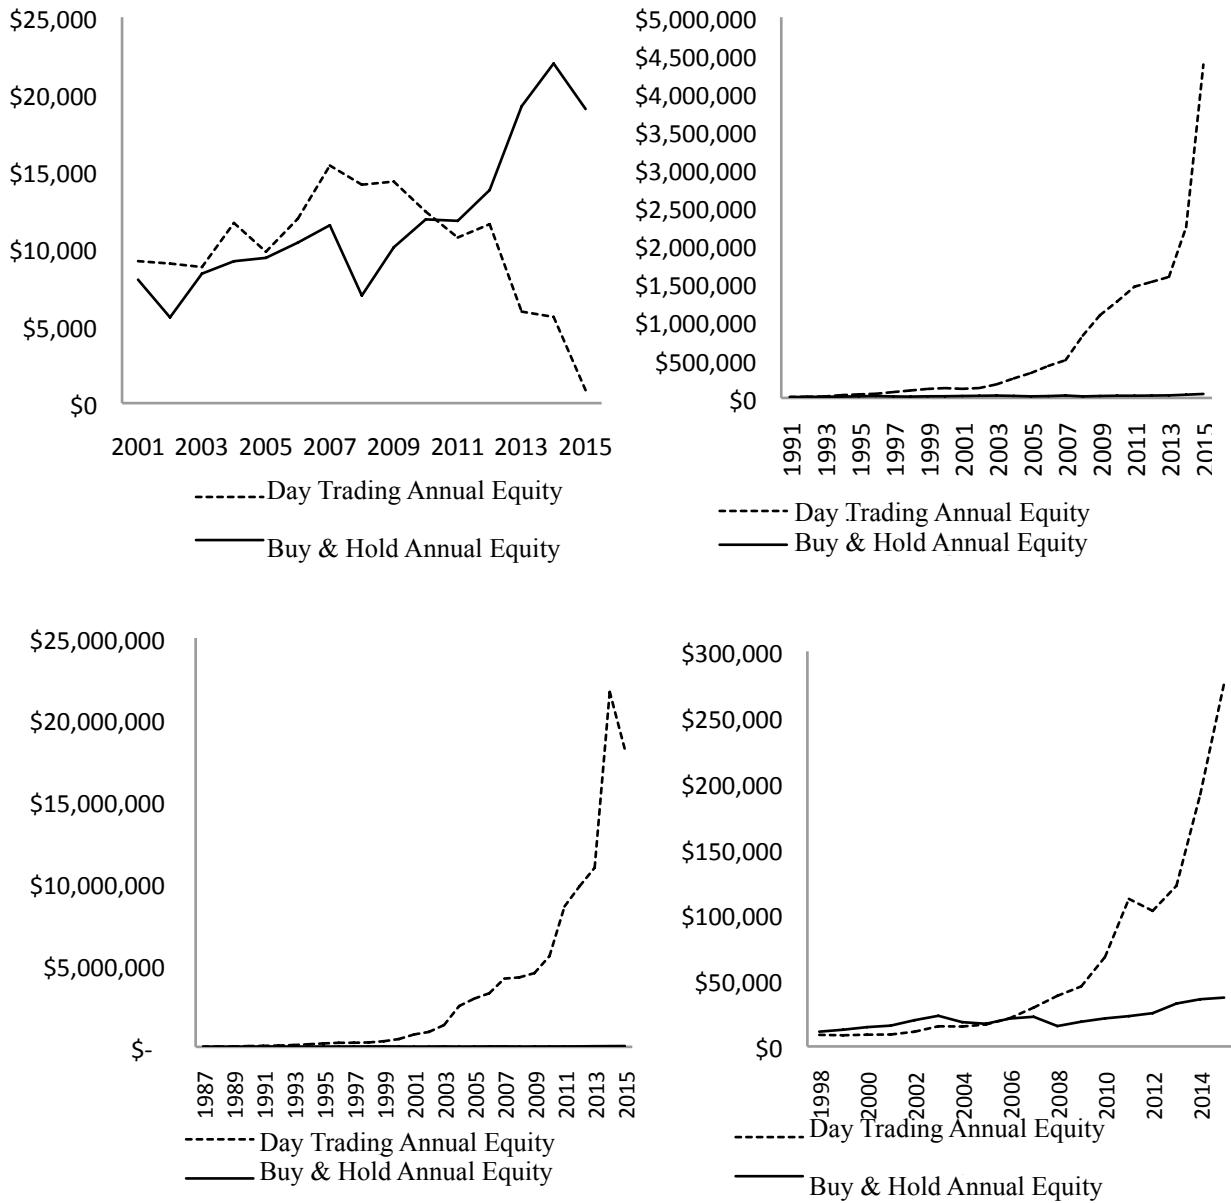 $25,000
$20,000
$15,000
$10,000
$5,000
$0
2001 2003 2005 2007 2009 2011 2013 2015
Day Trading Annual Equity
Buy & Hold Annual Equity
$5,000,000
$4,500,000
$4,000,000
$3,500,000
$3,000,000
$2,500,000
$2,000,000
$1,500,000
$1,000,000
$500,000
$0
1991 1993 1995 1997 1999 2001 2003 2005 2007 2009 2011 2013 2015
Day Trading Annual Equity
Buy & Hold Annual Equity
$25,000,000
$20,000,000
$15,000,000
$10,000,000
$5,000,000
$-
1987 1989 1991 1993 1995 1997 1999 2001 2003 2005 2007 2009 2011 2013 2015
Day Trading Annual Equity
Buy & Hold Annual Equity
$300,000
$250,000
$200,000
$150,000
$100,000
$50,000
$0
1998 2000 2002 2004 2006 2008 2010 2012 2014
Day Trading Annual Equity
Buy & Hold Annual Equity